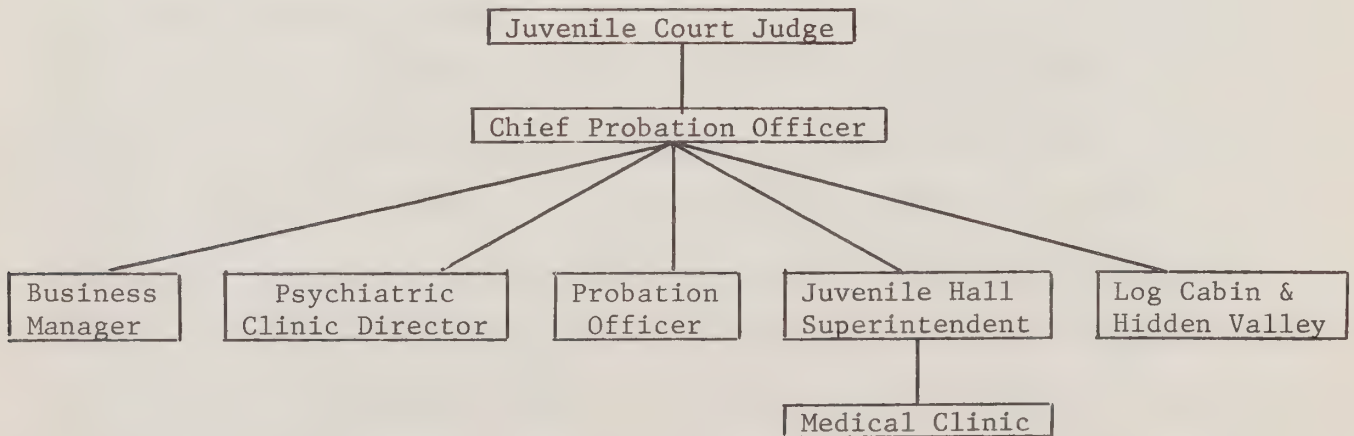 Juvenile Court Judge
Chief Probation Officer
Business
Manager
Psychiatric
Clinic Director
Probation
Officer
Juvenile Hall
Superintendent
Log Cabin &
Hidden Valley
Medical Clinic